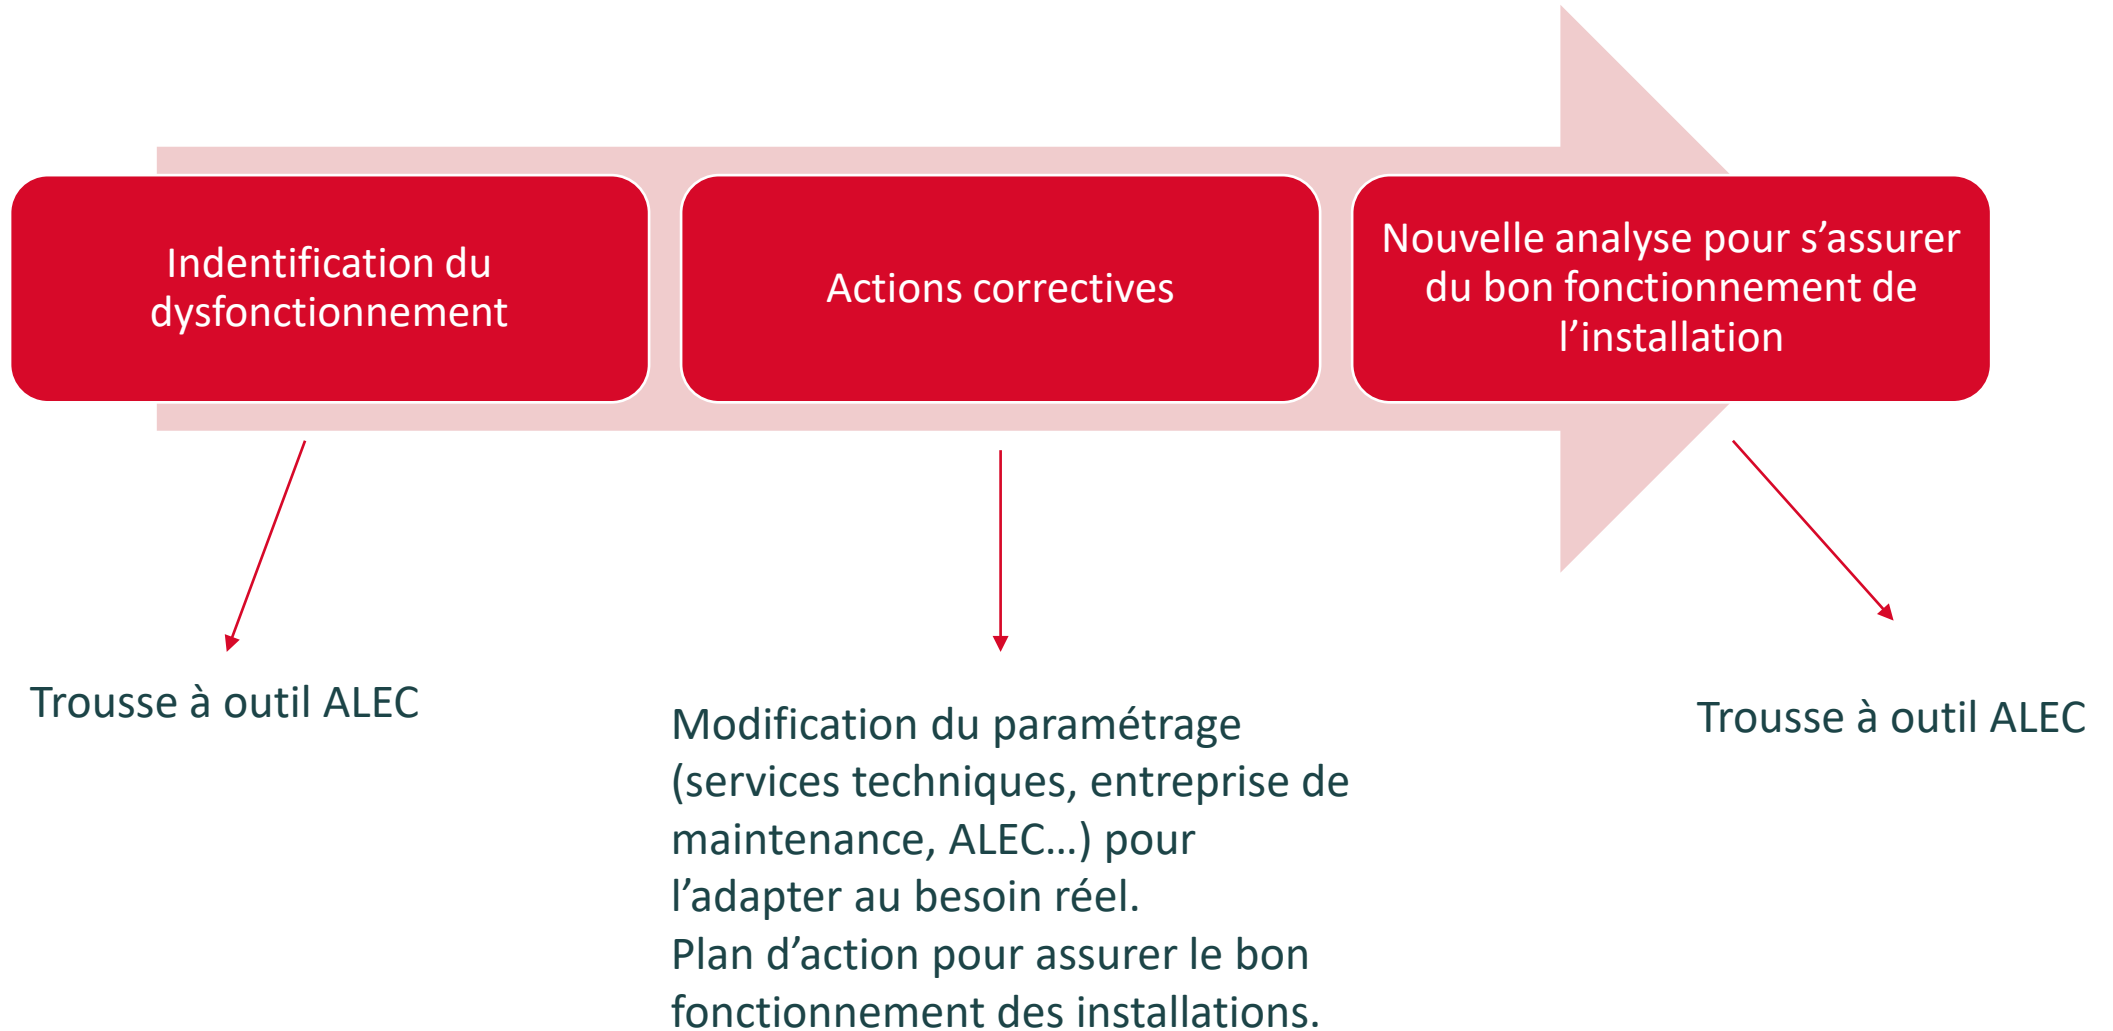 Indentification du
dysfonctionnement
Actions correctives
Nouvelle analyse pour s’assurer
du bon fonctionnement de
l’installation
Trousse à outil ALEC
Modification du paramétrage
(services techniques, entreprise de
maintenance, ALEC…) pour
l’adapter au besoin réel.
Plan d’action pour assurer le bon
fonctionnement des installations.
Trousse à outil ALEC